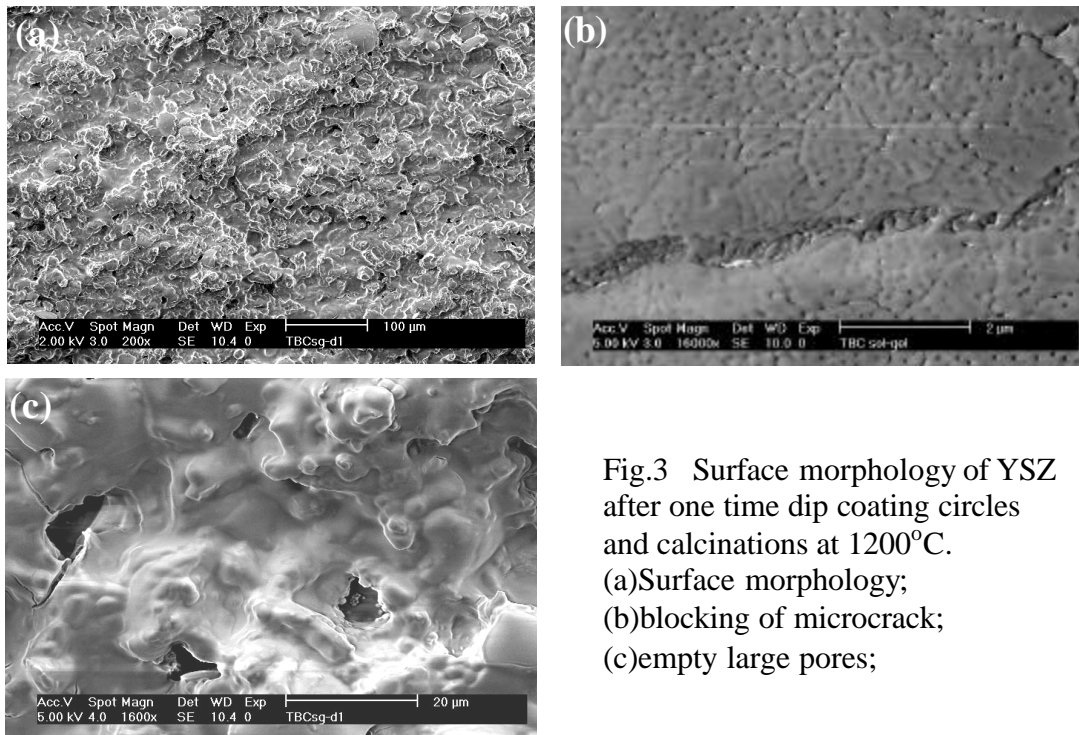 (a)
Acc.V Spot Magn Det WD Exp 100 µm
2.00 kV 3.0 200x SE 10.4 0 TBCsg-d1
(b)
Acc.V Spot Magn Det WD Exp 2 µm
5.00 kV 3.0 16000x SE 10.0 0 TBC sol-gel
(c)
Acc.V Spot Magn Det WD Exp 20 µm
5.00 kV 4.0 1600x SE 10.4 0 TBCsg-d1
Fig.3 Surface morphology of YSZ
after one time dip coating circles
and calcinations at 1200°C.
(a)Surface morphology;
(b)blocking of microcrack;
(c)empty large pores;